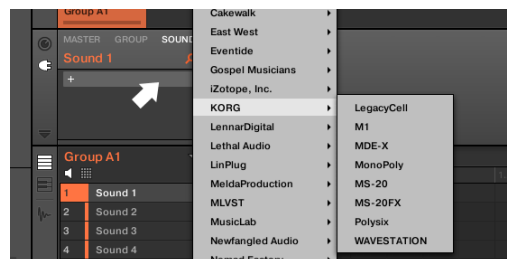 Group A1
MASTER GROUP SOUND
Sound 1
+
Group A1
1 Sound 1
2 Sound 2
3 Sound 3
4 Sound 4
Cakewalk
East West
Eventide
Gospel Musicians
iZotope, Inc.
KORG
LennarDigital
Lethal Audio
LinPlug
MeldaProduction
MLVST
MusicLab
Newfangled Audio
Nomad Factory
LegacyCell
M1
MDE-X
MonoPoly
MS-20
MS-20FX
Polysix
WAVESTATION